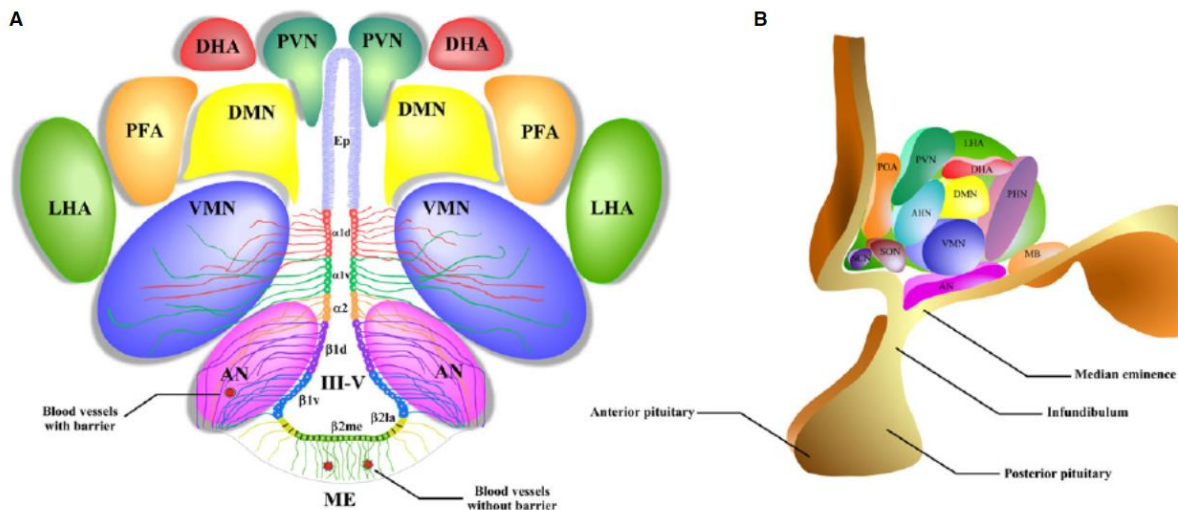 A
DHA
PVN
PVN
DHA
PFA
DMN
DMN
PFA
Ep
LHA
VMN
VMN
LHA
α1d
α1v
α2
β1d
AN
AN
III-V
β1v
β2la
β2me
Blood vessels
with barrier
ME
Blood vessels
without barrier
B
LHA
PVN
POA
DHA
PHN
DMN
AHN
VMN
SON
SCN
MB
AN
Median eminence
Infundibulum
Anterior pituitary
Posterior pituitary